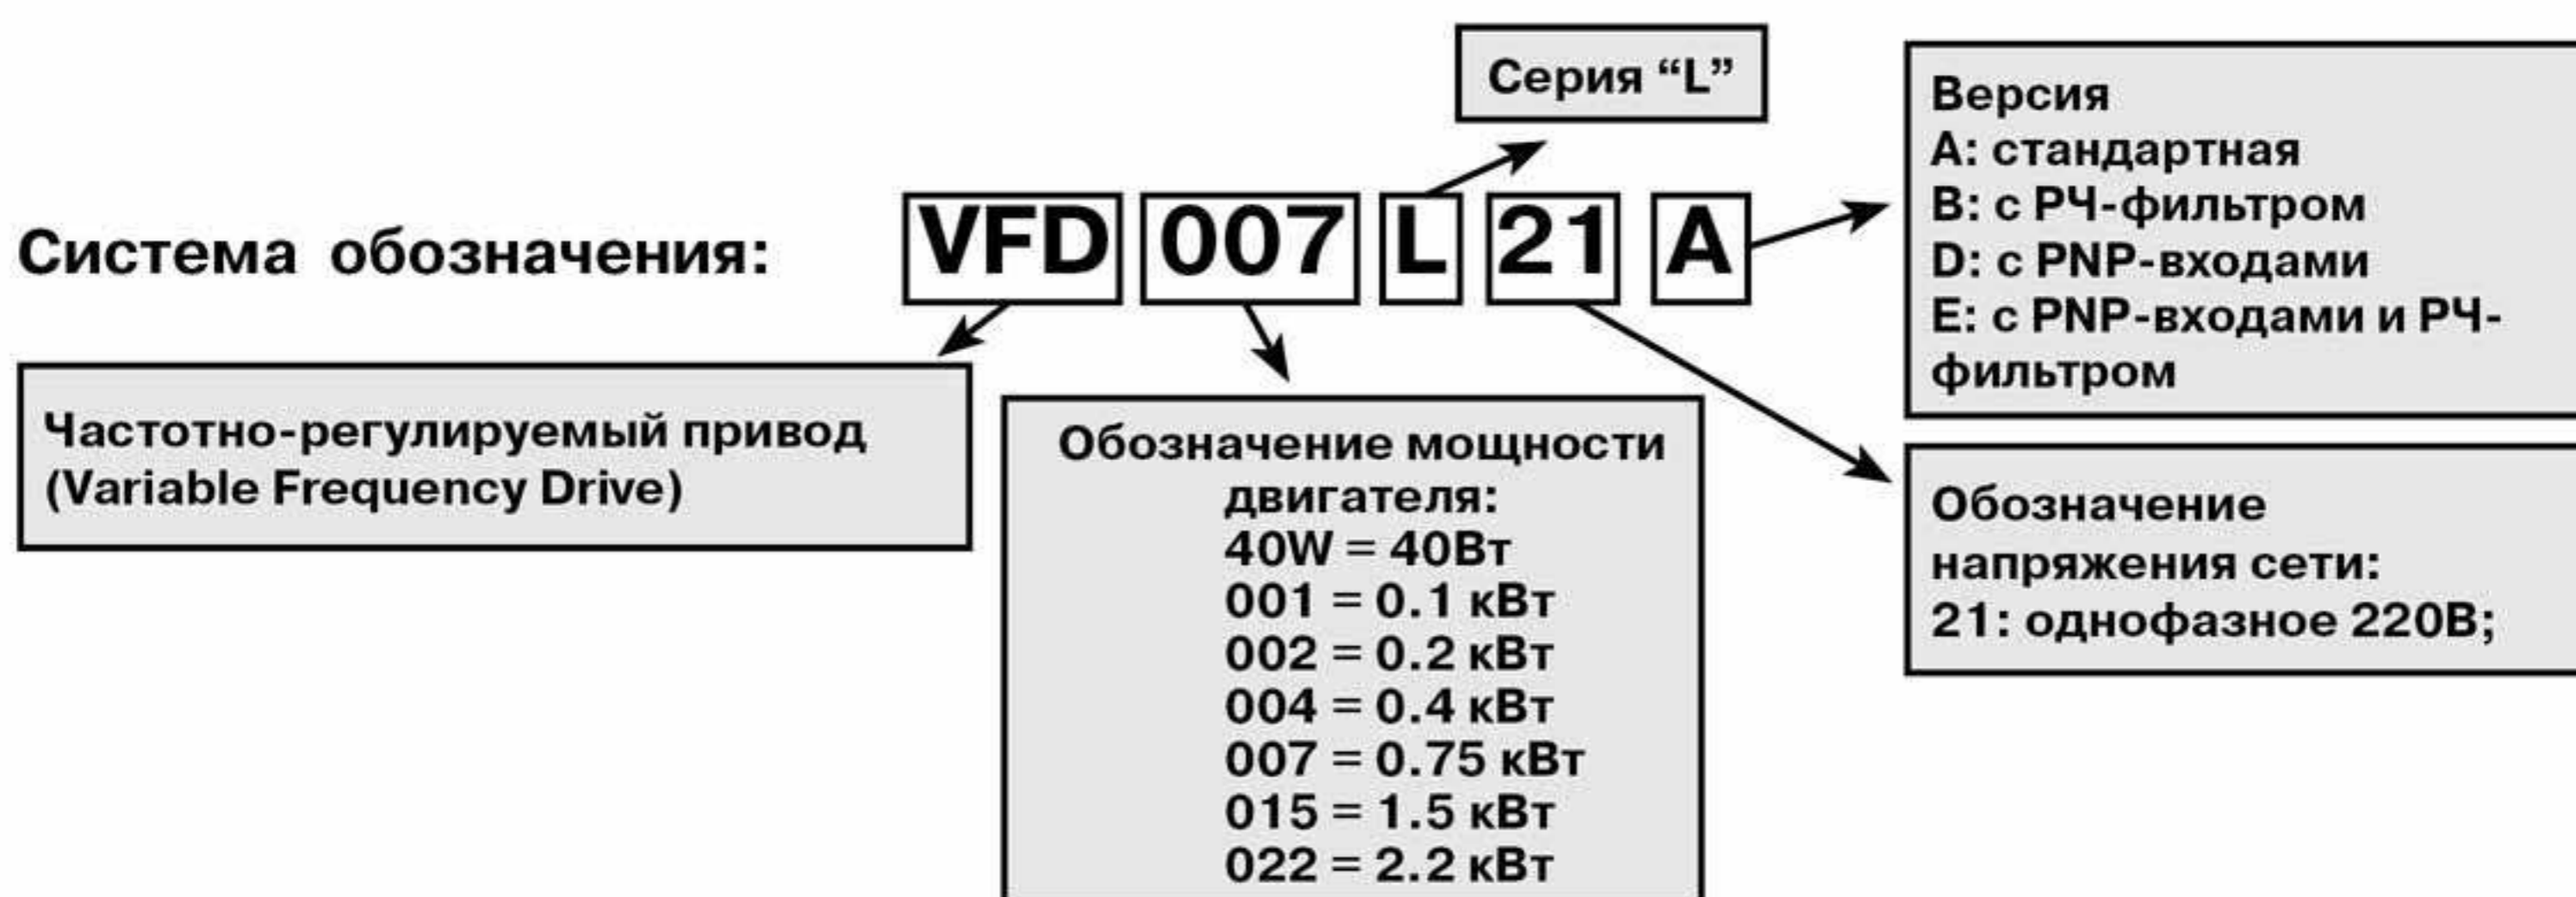 Серия “L”
Система обозначения:
VFD 007 L 21 A
Версия
A: стандартная
B: с РЧ-фильтром
D: с PNP-входами
E: с PNP-входами и РЧ-
фильтром
Частотно-регулируемый привод
(Variable Frequency Drive)
Обозначение мощности
двигателя:
40W = 40Вт
001 = 0.1 кВт
002 = 0.2 кВт
004 = 0.4 кВт
007 = 0.75 кВт
015 = 1.5 кВт
022 = 2.2 кВт
Обозначение
напряжения сети:
21: однофазное 220В;